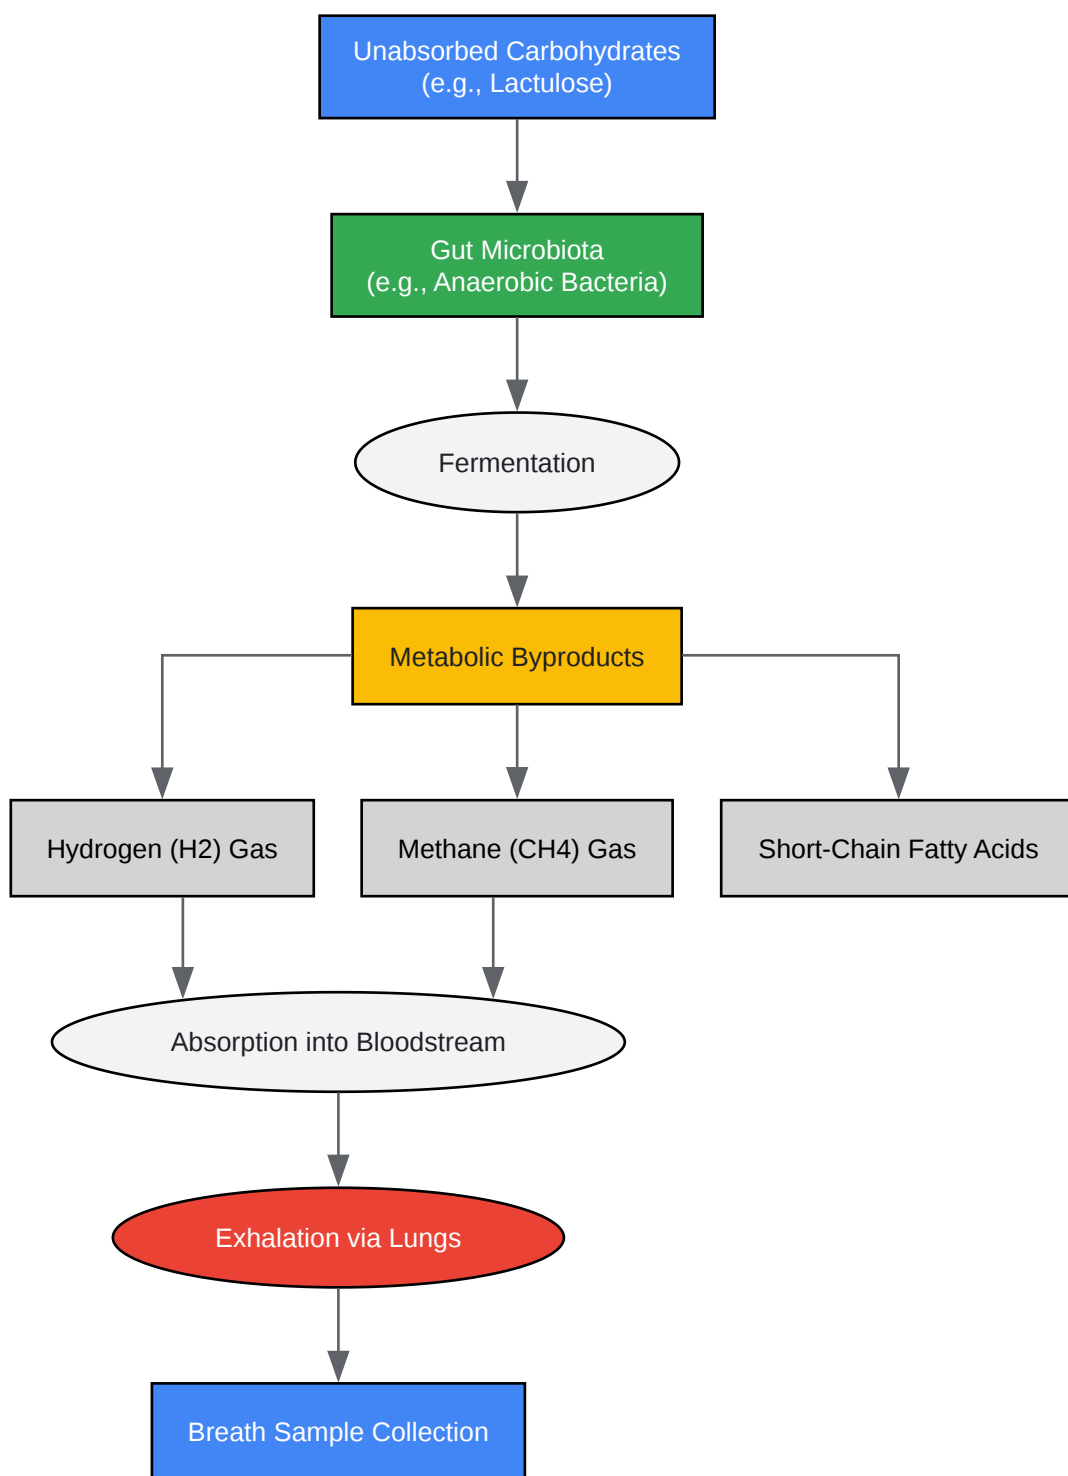 Unabsorbed Carbohydrates
(e.g., Lactulose)
Gut Microbiota
(e.g., Anaerobic Bacteria)
Fermentation
Metabolic Byproducts
Hydrogen (H2) Gas
Methane (CH4) Gas
Short-Chain Fatty Acids
Absorption into Bloodstream
Exhalation via Lungs
Breath Sample Collection